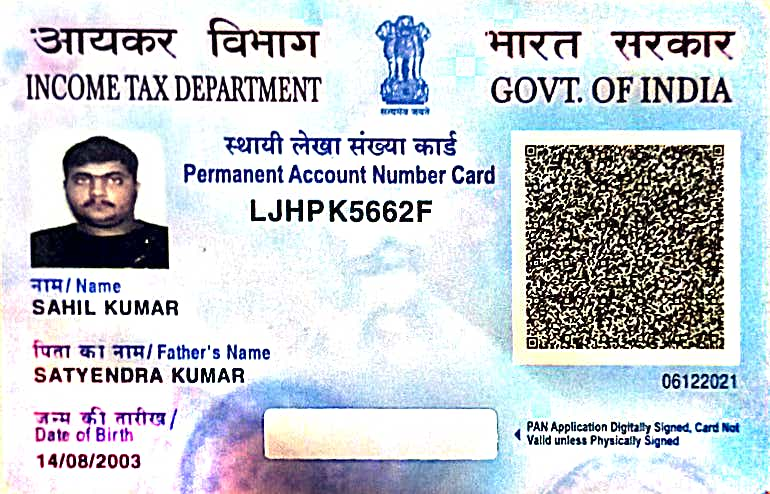 आयकर विभाग
INCOME TAX DEPARTMENT
सत्यमेव जयते
भारत सरकार
GOVT. OF INDIA
स्थायी लेखा संख्या कार्ड
Permanent Account Number Card
LJHPK5662F
नाम / Name
SAHIL KUMAR
पिता का नाम / Father's Name
SATYENDRA KUMAR
जन्म की तारीख /
Date of Birth
14/08/2003
06122021
PAN Application Digitally Signed, Card Not
Valid unless Physically Signed